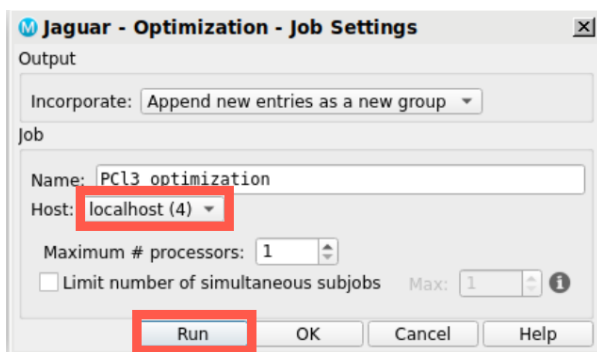 Jaguar - Optimization - Job Settings
Output
Incorporate: Append new entries as a new group
Job
Name: PCl3 optimization
Host: localhost (4)
Maximum # processors: 1
Limit number of simultaneous subjobs Max: 1
Run OK Cancel Help